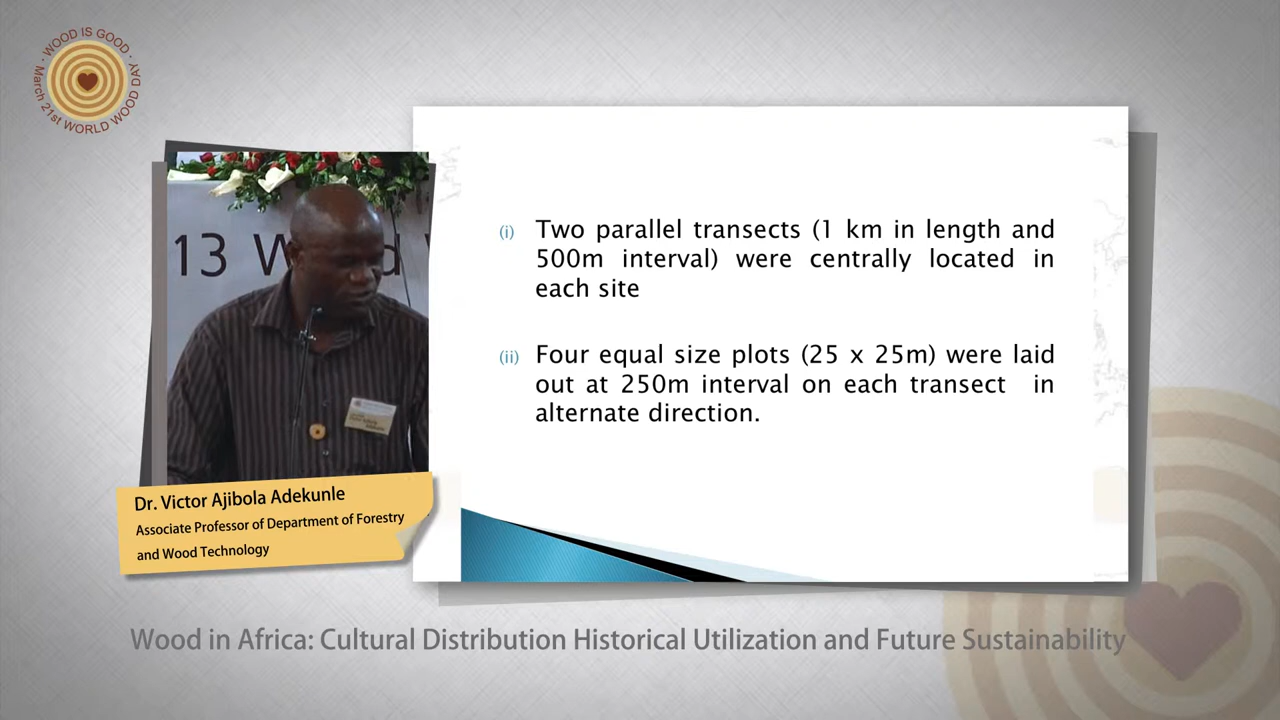 WOOD IS GOOD · March 21st WORLD WOOD DAY ·
13 W d
(i) Two parallel transects (1 km in length and
500m interval) were centrally located in
each site
(ii) Four equal size plots (25 x 25m) were laid
out at 250m interval on each transect in
alternate direction.
Dr. Victor Ajibola Adekunle
Associate Professor of Department of Forestry
and Wood Technology
Wood in Africa: Cultural Distribution Historical Utilization and Future Sustainability